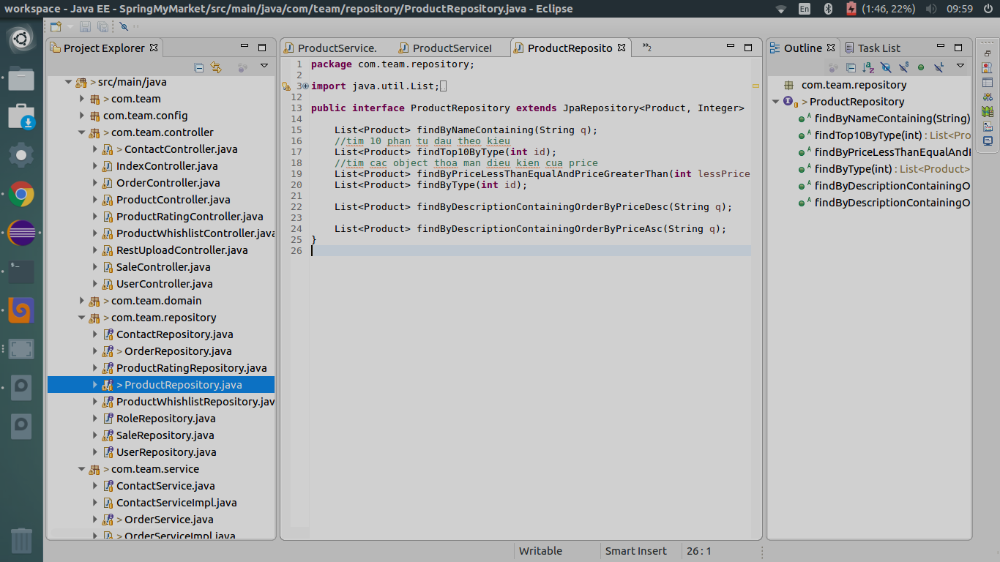 workspace - Java EE - SpringMyMarket/src/main/java/com/team/repository/ProductRepository.java - Eclipse
En
(1:46, 22%)
09:59
Project Explorer
> src/main/java
> com.team
com.team.config
> com.team.controller
> ContactController.java
IndexController.java
OrderController.java
ProductController.java
ProductRatingController.java
ProductWhishlistController.java
RestUploadController.java
SaleController.java
UserController.java
> com.team.domain
> com.team.repository
ContactRepository.java
> OrderRepository.java
ProductRatingRepository.java
> ProductRepository.java
ProductWhishlistRepository.jav
RoleRepository.java
SaleRepository.java
UserRepository.java
> com.team.service
ContactService.java
ContactServiceImpl.java
> OrderService.java
> OrderServiceImpl.java
ProductService.
ProductServiceI
ProductReposito
»2
1 package com.team.repository;
2
3 import java.util.List;
12
13 public interface ProductRepository extends JpaRepository<Product, Integer>
14
15 List<Product> findByNameContaining(String q);
16 //tim 10 phan tu dau theo kieu
17 List<Product> findTop10ByType(int id);
18 //tim cac object thoa man dieu kien cua price
19 List<Product> findByPriceLessThanEqualAndPriceGreaterThan(int lessPrice
20 List<Product> findByType(int id);
21
22 List<Product> findByDescriptionContainingOrderByPriceDesc(String q);
23
24 List<Product> findByDescriptionContainingOrderByPriceAsc(String q);
25 }
26
Outline
Task List
com.team.repository
> ProductRepository
findByNameContaining(String)
findTop10ByType(int) : List<Pro
findByPriceLessThanEqualAndP
findByType(int) : List<Product>
findByDescriptionContainingO
findByDescriptionContainingO
Writable
Smart Insert
26 : 1